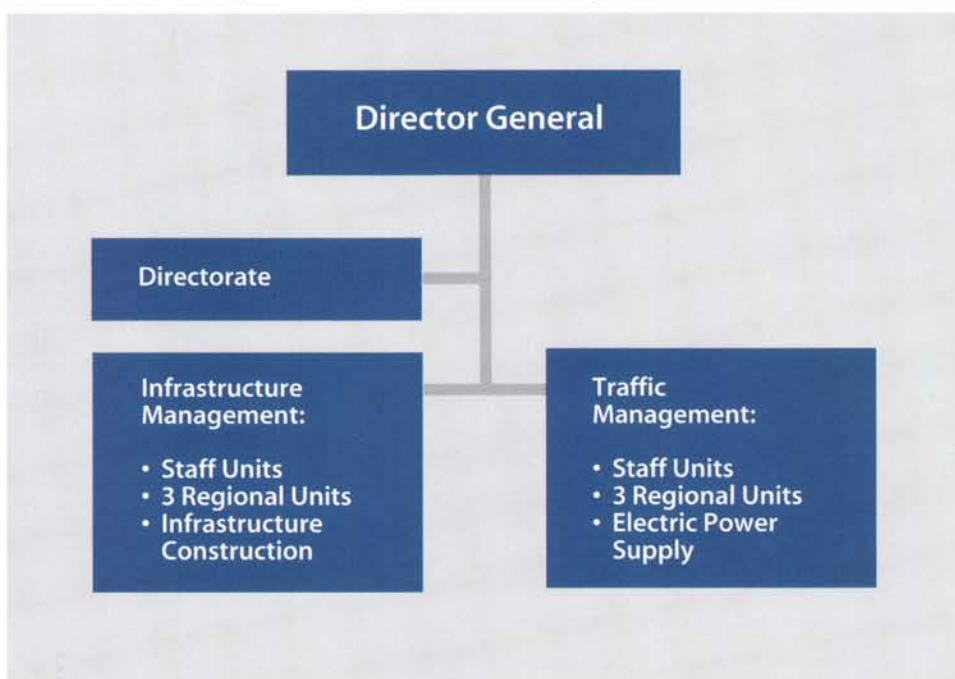 Director General
Directorate
Infrastructure
Management:
• Staff Units
• 3 Regional Units
• Infrastructure
Construction
Traffic
Management:
• Staff Units
• 3 Regional Units
• Electric Power
Supply